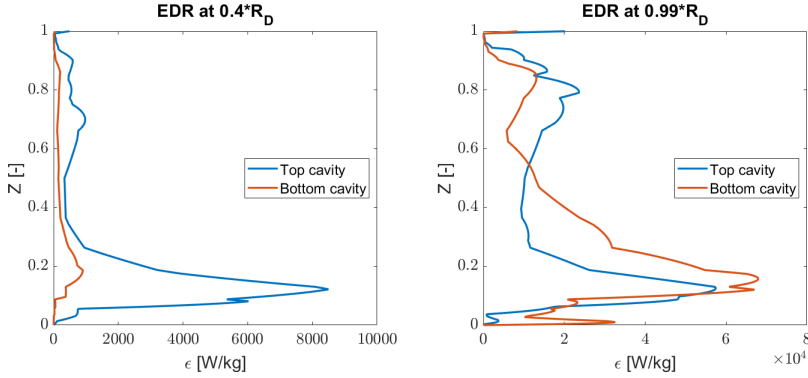 EDR at 0.4*R_D
1
0.8
0.6
0.4
0.2
0
Z [-]
Top cavity
Bottom cavity
0 2000 4000 6000 8000 10000
ϵ [W/kg]
EDR at 0.99*R_D
1
0.8
0.6
0.4
0.2
0
Z [-]
Top cavity
Bottom cavity
0 2 4 6 8
×10^4
ϵ [W/kg]